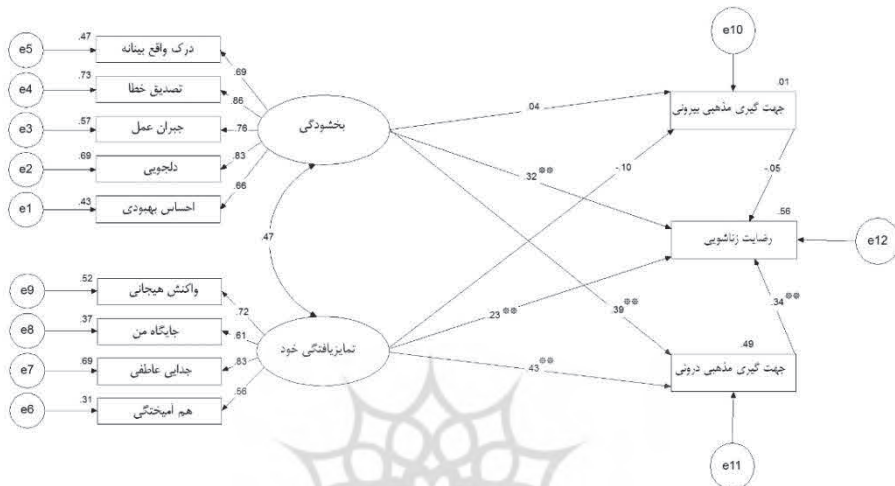 e5
.47
درک واقع بینانه
.69
e4
.73
تصدیق خطا
.86
e3
.57
جبران عمل
.76
e2
.69
دلجویی
.83
e1
.43
احساس بهبودی
.66
بخشودگی
.47
e9
.52
واکنش هیجانی
.72
e8
.37
جایگاه من
.61
e7
.69
جدایی عاطفی
.83
e6
.31
هم آمیختگی
.56
تمایزیافتگی خود
.04
.32**
.39**
-.10
.23**
.43**
e10
.01
جهت گیری مذهبی بیرونی
-.05
.56
رضایت زناشویی
e12
.34**
.49
جهت گیری مذهبی درونی
e11